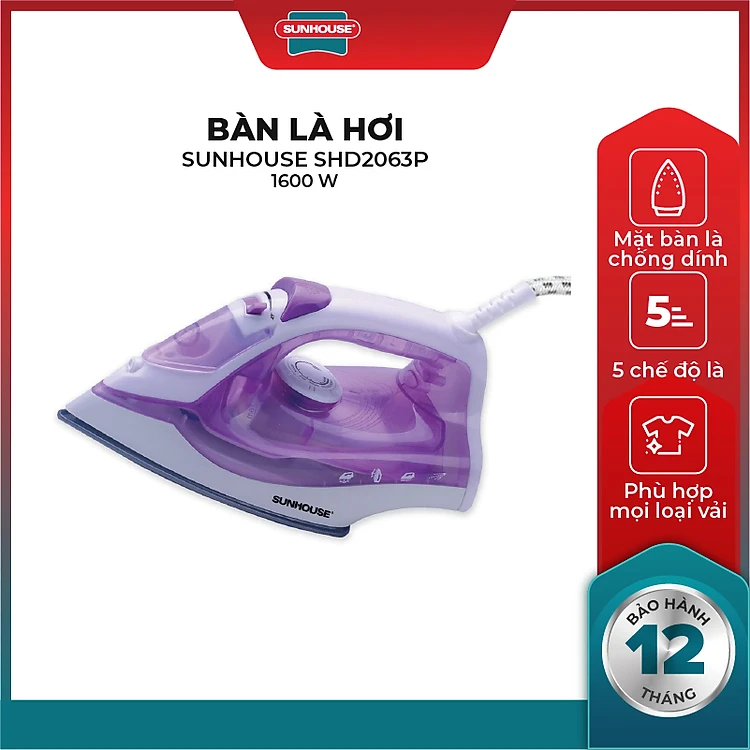 SUNHOUSE®
BÀN LÀ HƠI
SUNHOUSE SHD2063P
1600 W
Mặt bàn là
chống dính
5
5 chế độ là
Phù hợp
mọi loại vải
SUNHOUSE®
BẢO HÀNH
12
THÁNG